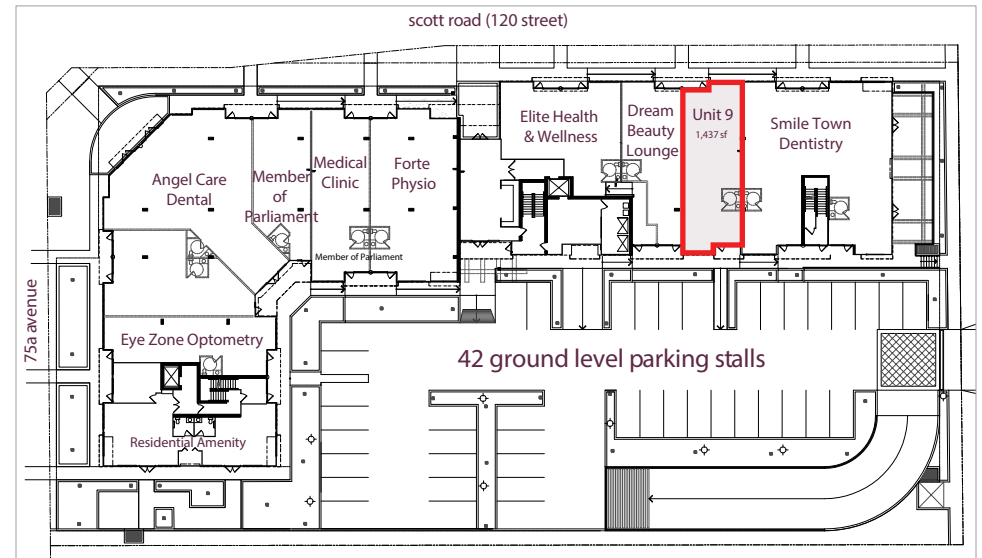 scott road (120 street)
Elite Health
& Wellness
Dream
Beauty
Lounge
Unit 9
1,437 sf
Smile Town
Dentistry
Angel Care
Dental
Member
of
Parliament
Medical
Clinic
Forte
Physio
Member of Parliament
75a avenue
Eye Zone Optometry
42 ground level parking stalls
Residential Amenity